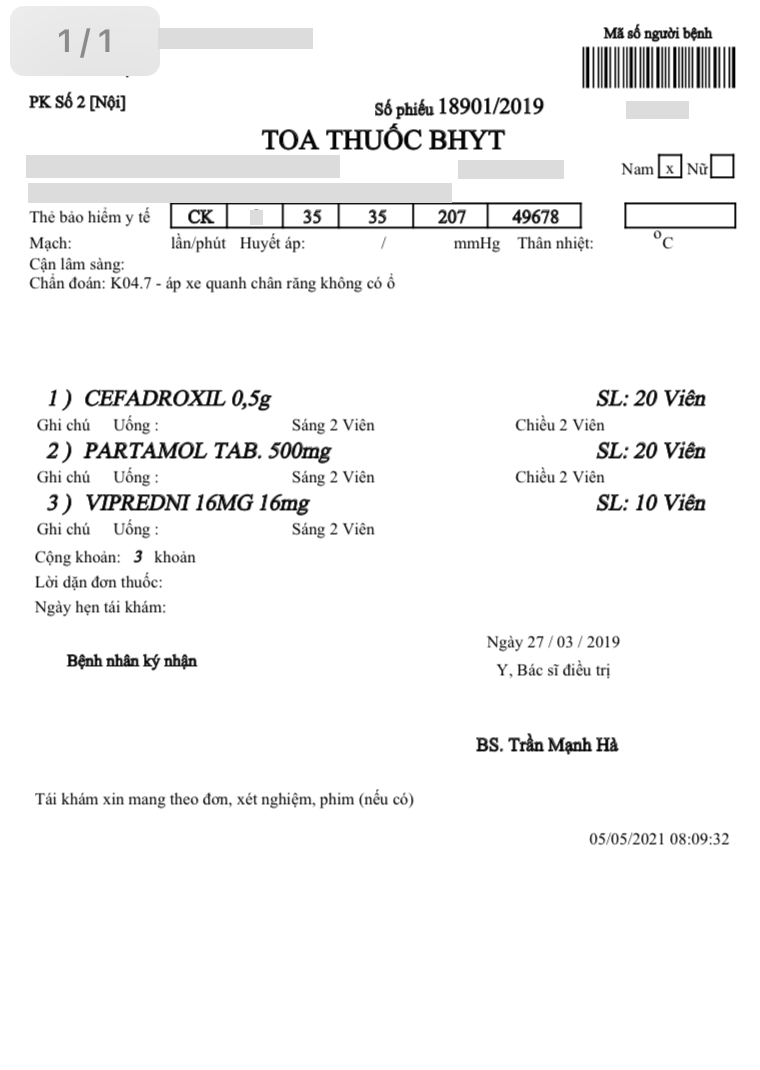 1/1
Mã số người bệnh
PK Số 2 [Nội]
Số phiếu 18901/2019
TOA THUỐC BHYT
Nam x Nữ
Thẻ bảo hiểm y tế CK 35 35 207 49678
Mạch: lần/phút Huyết áp: / mmHg Thân nhiệt: °C
Cận lâm sàng:
Chẩn đoán: K04.7 - áp xe quanh chân răng không có ổ
1 ) CEFADROXIL 0,5g SL: 20 Viên
Ghi chú Uống : Sáng 2 Viên Chiều 2 Viên
2 ) PARTAMOL TAB. 500mg SL: 20 Viên
Ghi chú Uống : Sáng 2 Viên Chiều 2 Viên
3 ) VIPREDNI 16MG 16mg SL: 10 Viên
Ghi chú Uống : Sáng 2 Viên
Cộng khoản: 3 khoản
Lời dặn đơn thuốc:
Ngày hẹn tái khám:
Ngày 27 / 03 / 2019
Bệnh nhân ký nhận
Y, Bác sĩ điều trị
BS. Trần Mạnh Hà
Tái khám xin mang theo đơn, xét nghiệm, phim (nếu có)
05/05/2021 08:09:32